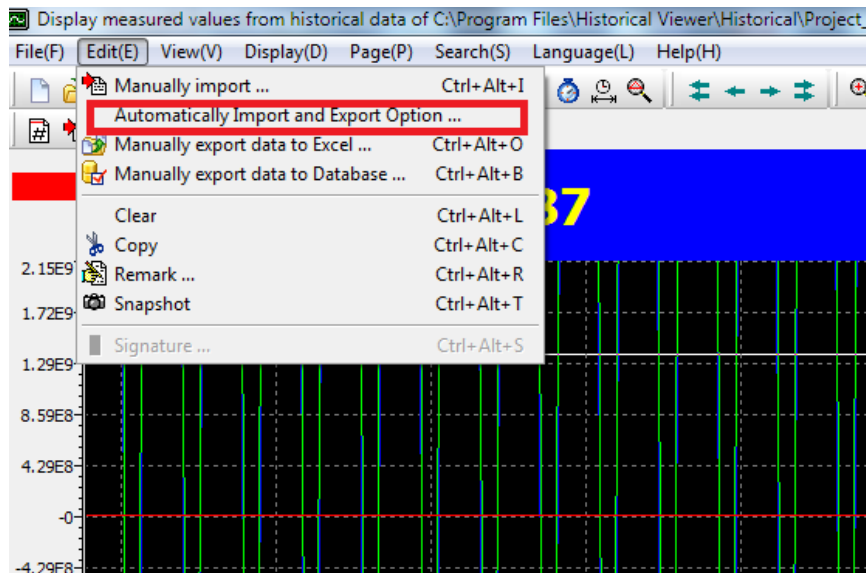 Display measured values from historical data of C:\Program Files\Historical Viewer\Historical\Project_
File(F) Edit(E) View(V) Display(D) Page(P) Search(S) Language(L) Help(H)
Manually import ... Ctrl+Alt+I
Automatically Import and Export Option ...
Manually export data to Excel ... Ctrl+Alt+O
Manually export data to Database ... Ctrl+Alt+B
Clear Ctrl+Alt+L
37
Copy Ctrl+Alt+C
2.15E9
Remark ... Ctrl+Alt+R
1.72E9
Snapshot Ctrl+Alt+T
Signature ... Ctrl+Alt+S
1.29E9
8.59E8
4.29E8
-0
-4.29E8